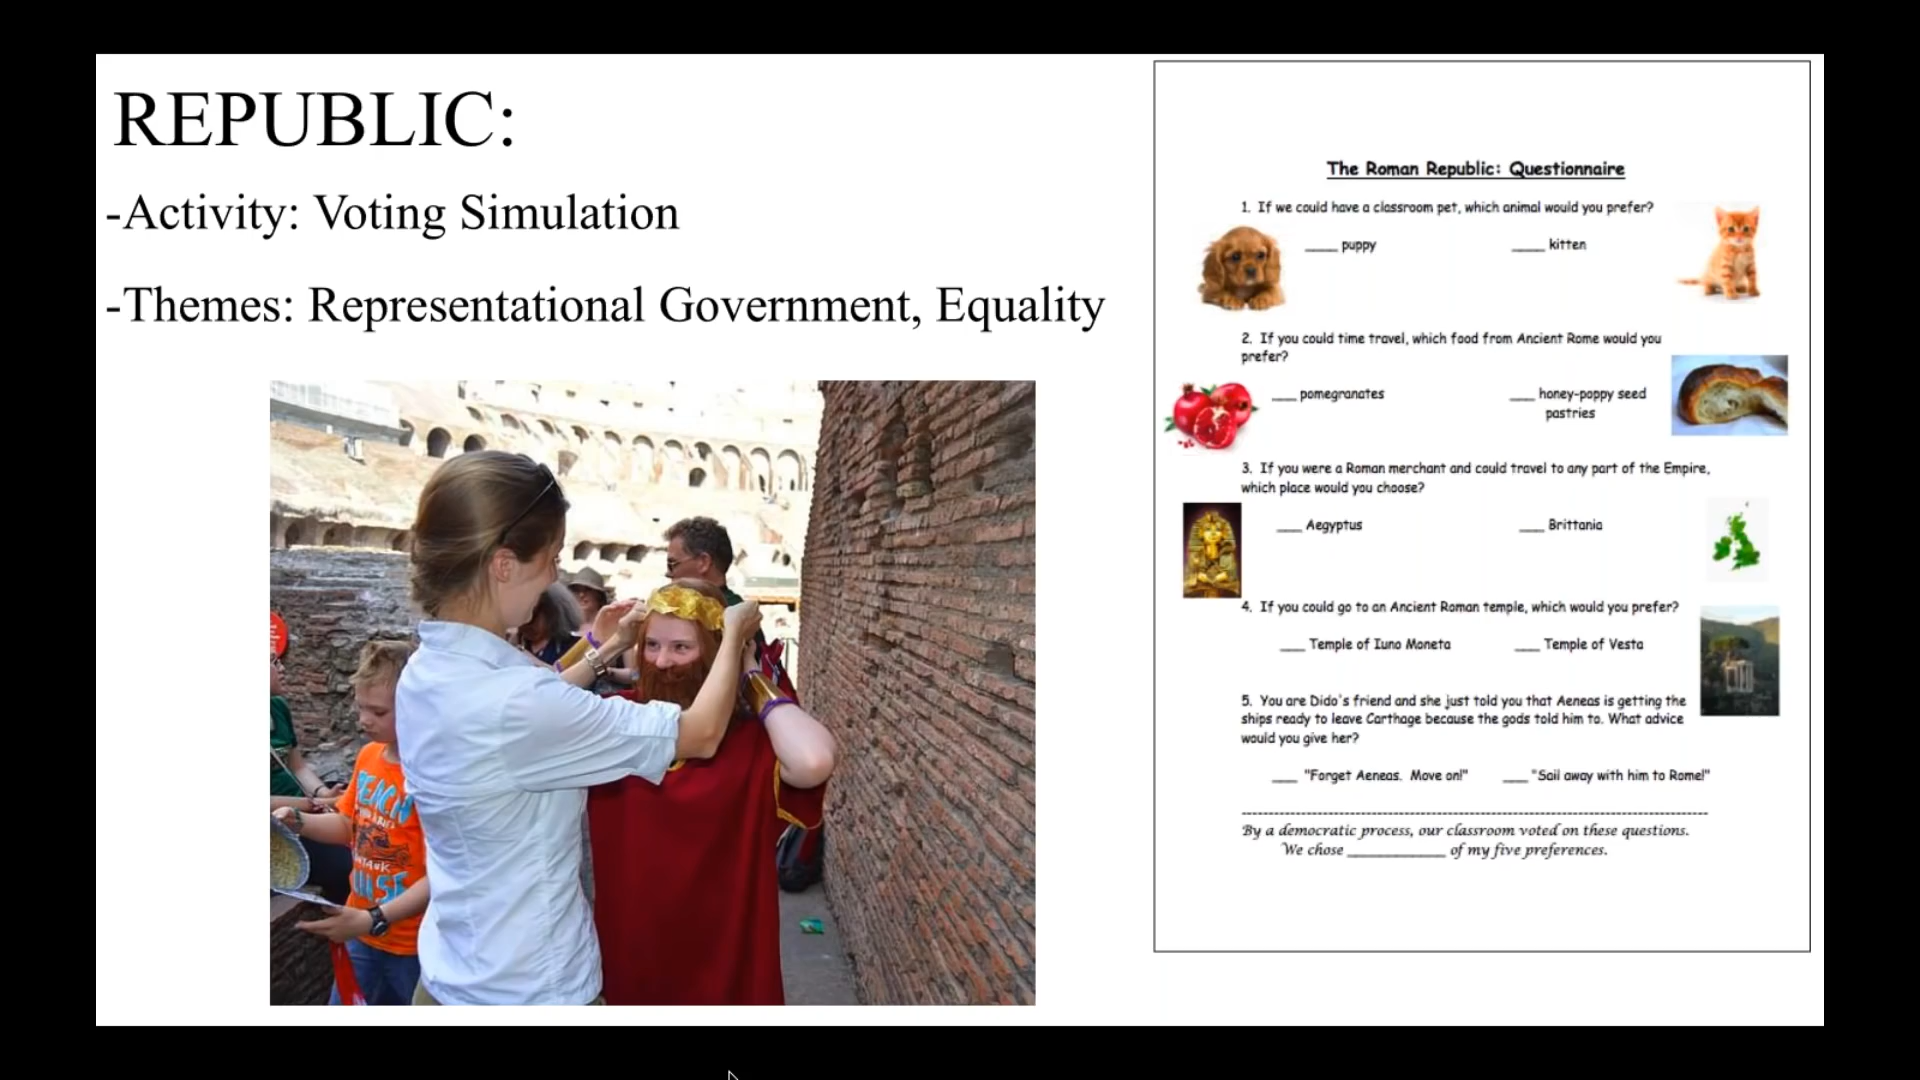 REPUBLIC:
-Activity: Voting Simulation
-Themes: Representational Government, Equality
The Roman Republic: Questionnaire
1. If we could have a classroom pet, which animal would you prefer?
____ puppy ____ kitten
2. If you could time travel, which food from Ancient Rome would you
prefer?
___ pomegranates ___ honey-poppy seed
pastries
3. If you were a Roman merchant and could travel to any part of the Empire,
which place would you choose?
___ Aegyptus ___ Brittania
4. If you could go to an Ancient Roman temple, which would you prefer?
___ Temple of Iuno Moneta ___ Temple of Vesta
5. You are Dido's friend and she just told you that Aeneas is getting the
ships ready to leave Carthage because the gods told him to. What advice
would you give her?
___ "Forget Aeneas. Move on!" ___ "Sail away with him to Rome!"
By a democratic process, our classroom voted on these questions.
We chose ____________ of my five preferences.